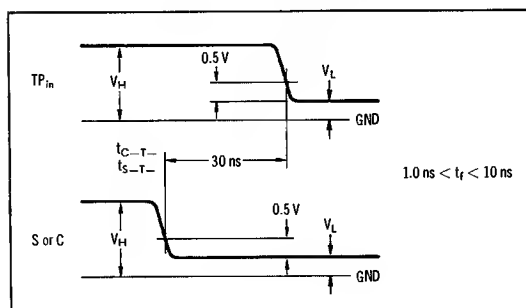 0.5 V
V_L
TP_in
V_H
GND
t_C–T–
t_S–T–
30 ns
1.0 ns < t_f < 10 ns
0.5 V
V_L
S or C
V_H
GND